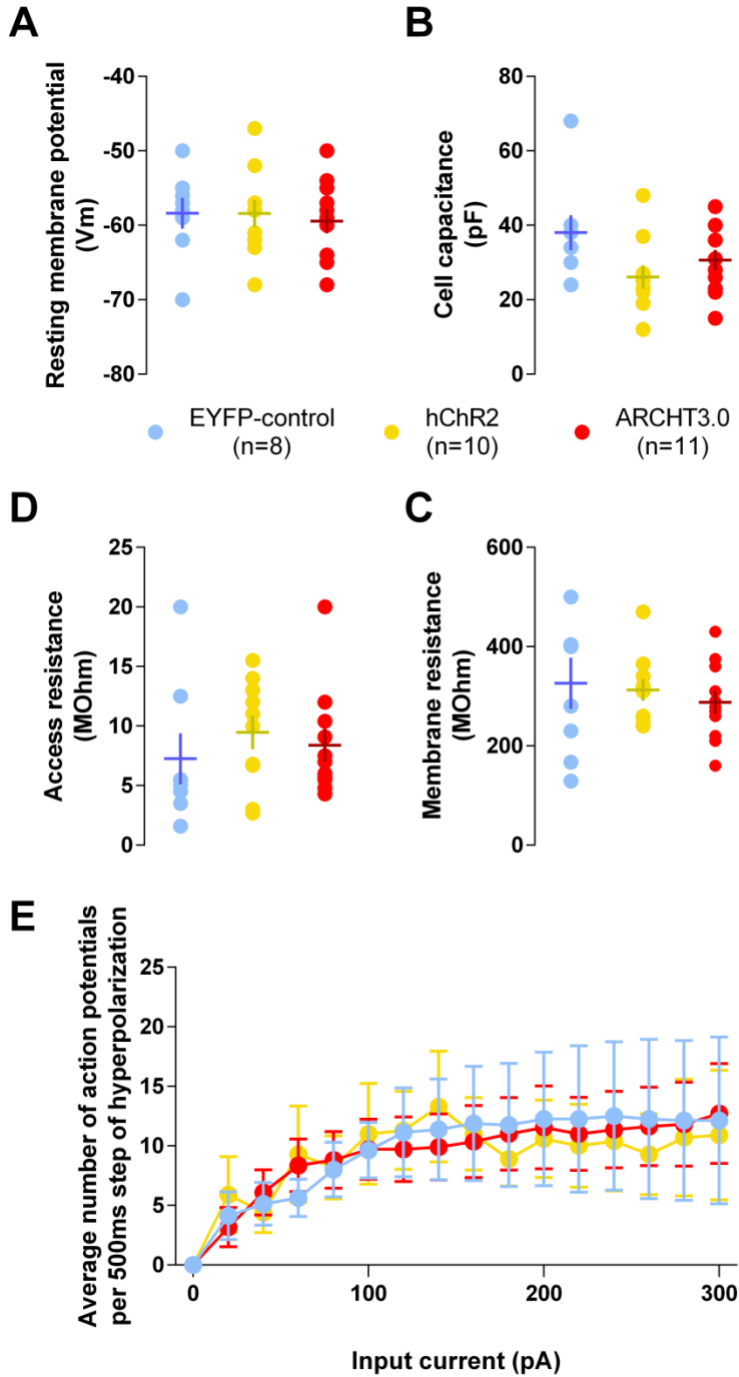 A
Resting membrane potential
(Vm)
-40
-50
-60
-70
-80
B
Cell capacitance
(pF)
80
60
40
20
0
EYFP-control
(n=8)
hChR2
(n=10)
ARCHT3.0
(n=11)
D
Access resistance
(MOhm)
25
20
15
10
5
0
C
Membrane resistance
(MOhm)
600
400
200
0
E
Average number of action potentials
per 500ms step of hyperpolarization
25
20
15
10
5
0
0
100
200
300
Input current (pA)